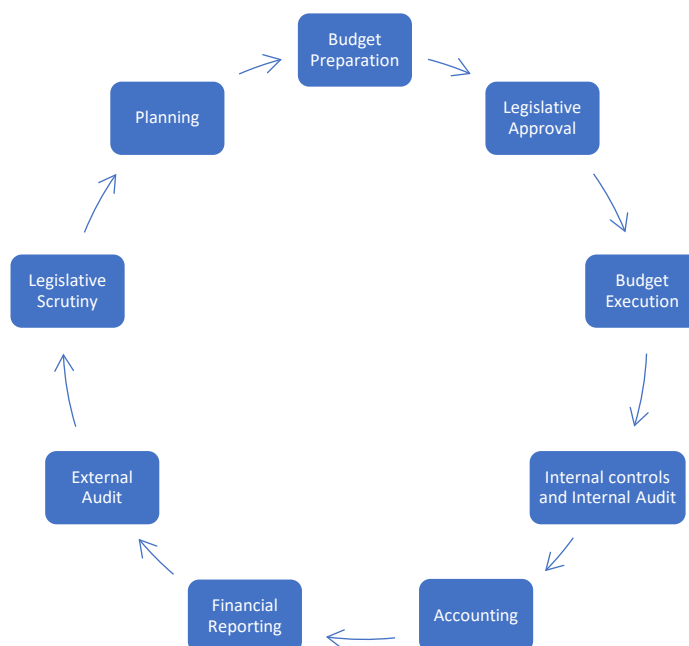 Budget
Preparation
Legislative
Approval
Budget
Execution
Internal controls
and Internal Audit
Accounting
Financial
Reporting
External
Audit
Legislative
Scrutiny
Planning